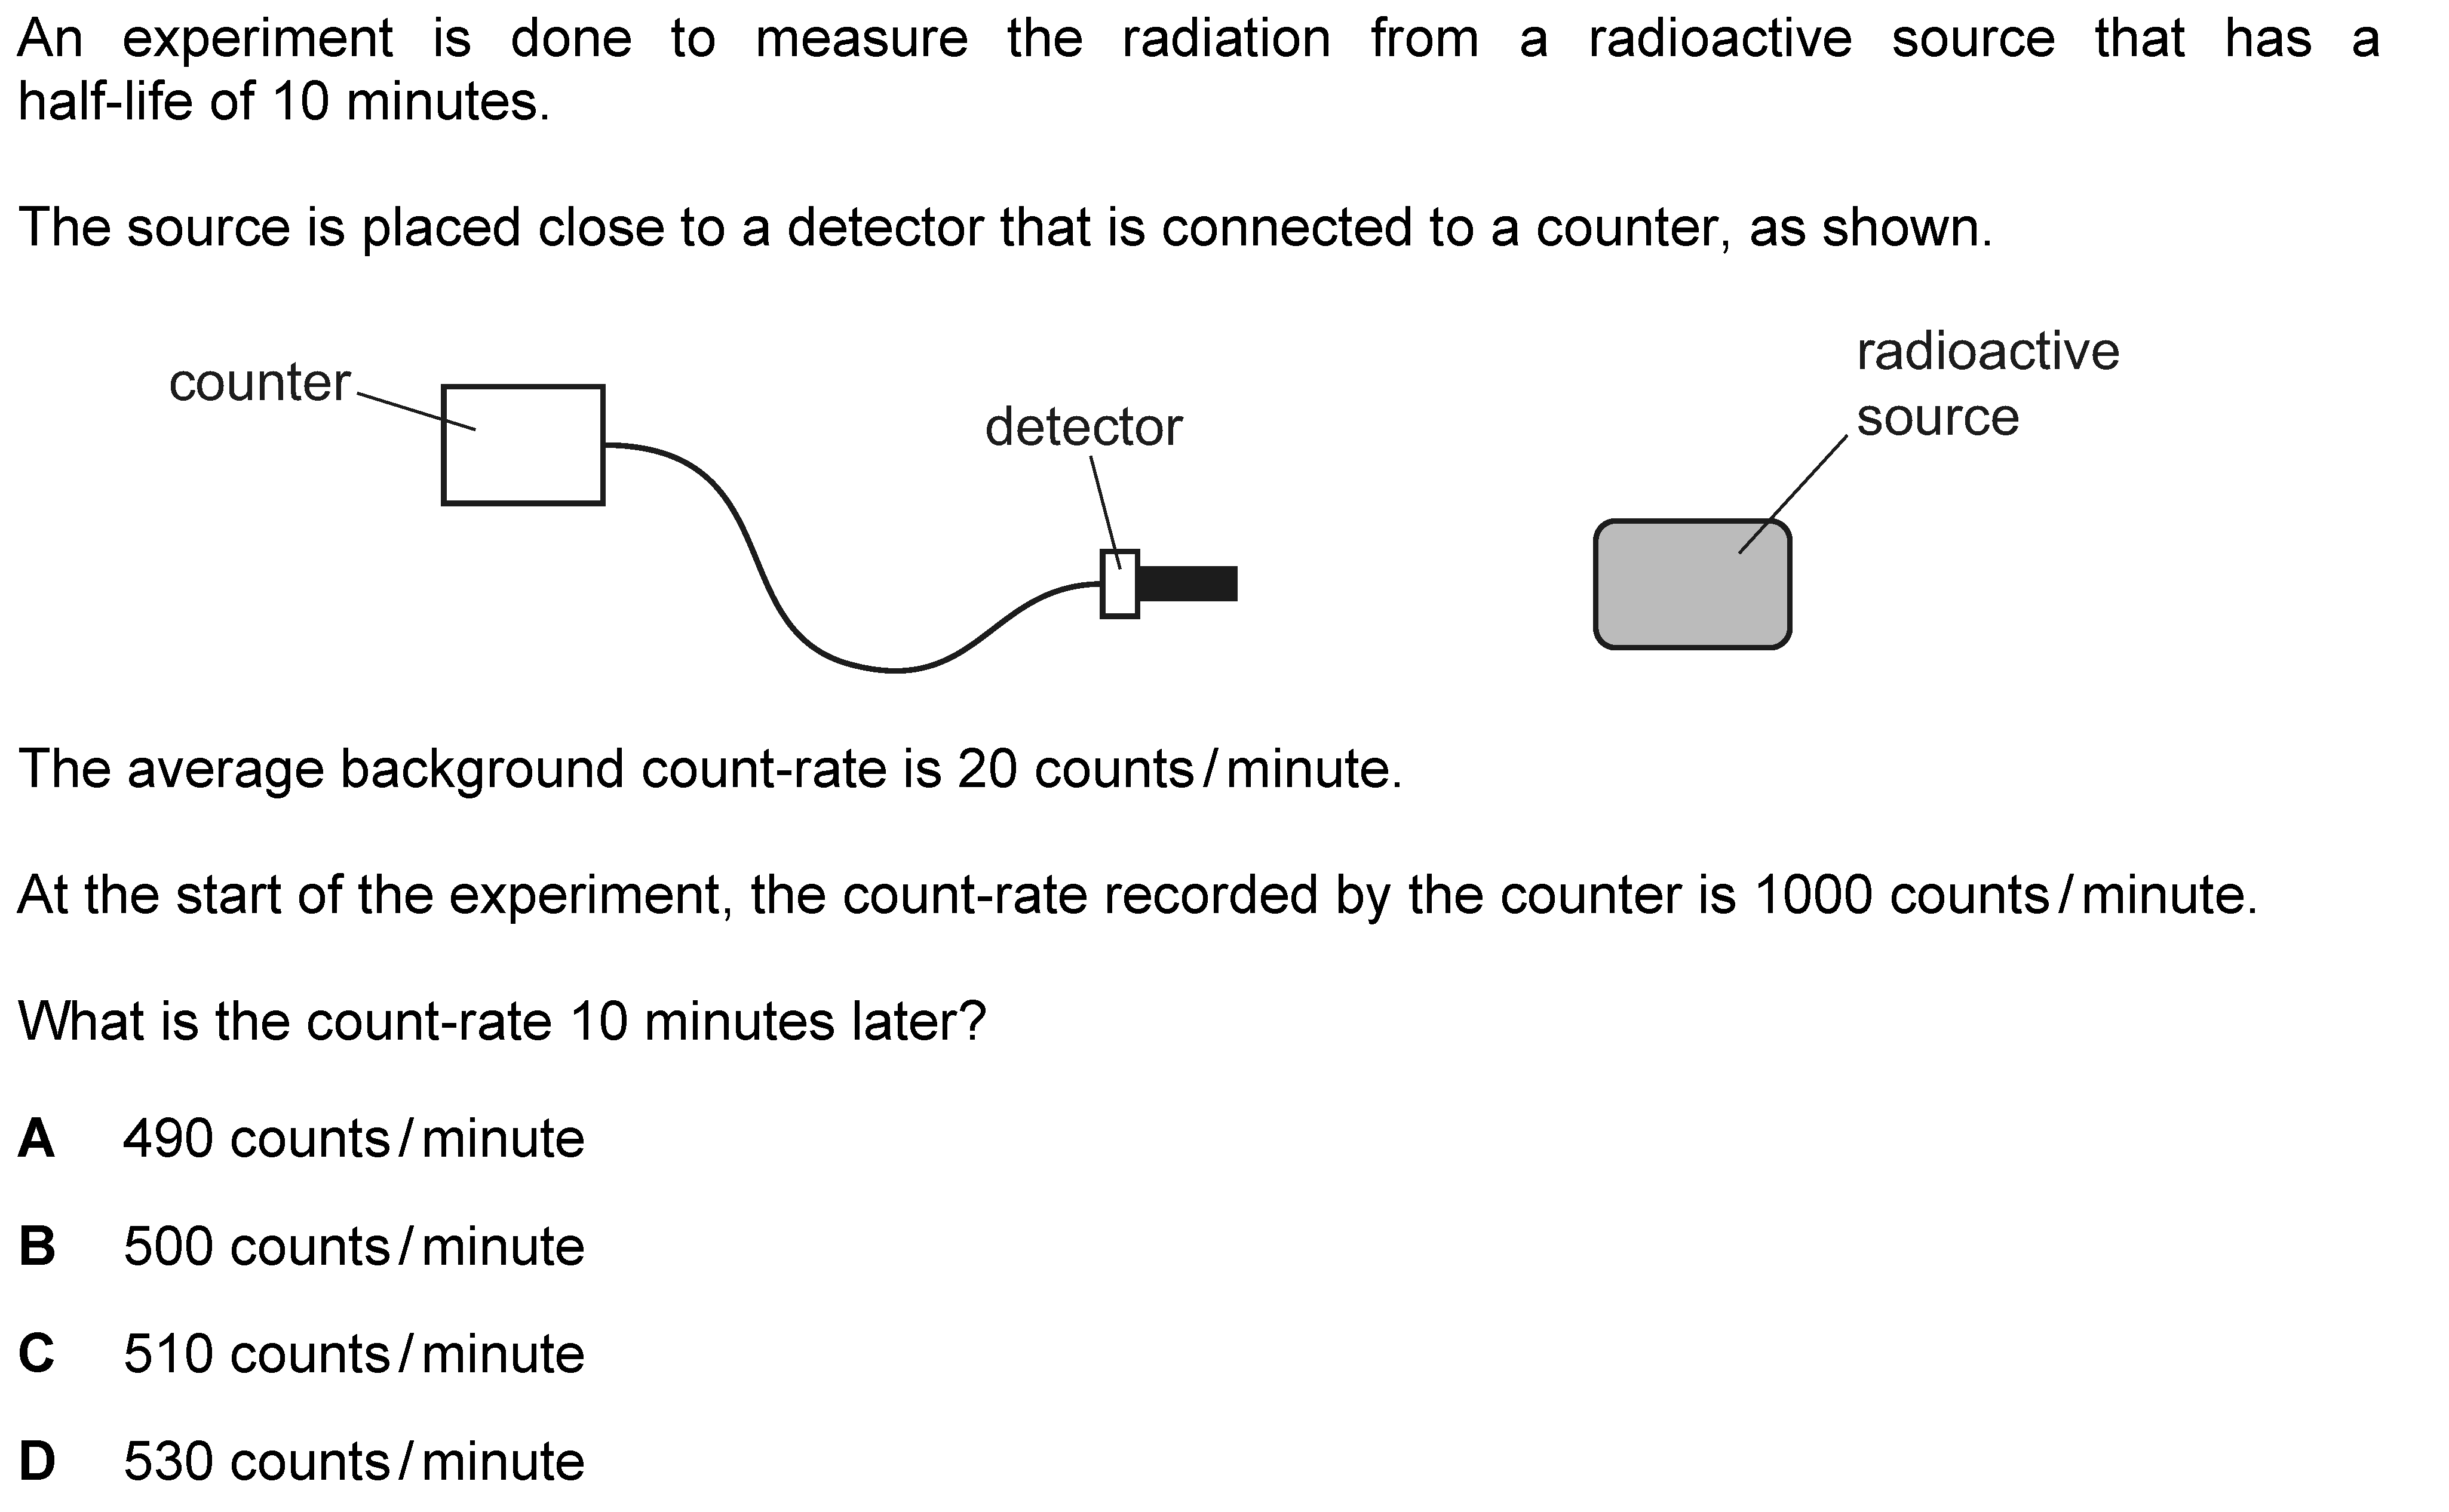 An experiment is done to measure the radiation from a radioactive source that has a
half-life of 10 minutes.
The source is placed close to a detector that is connected to a counter, as shown.
counter
detector
radioactive
source
The average background count-rate is 20 counts / minute.
At the start of the experiment, the count-rate recorded by the counter is 1000 counts / minute.
What is the count-rate 10 minutes later?
A 490 counts / minute
B 500 counts / minute
C 510 counts / minute
D 530 counts / minute